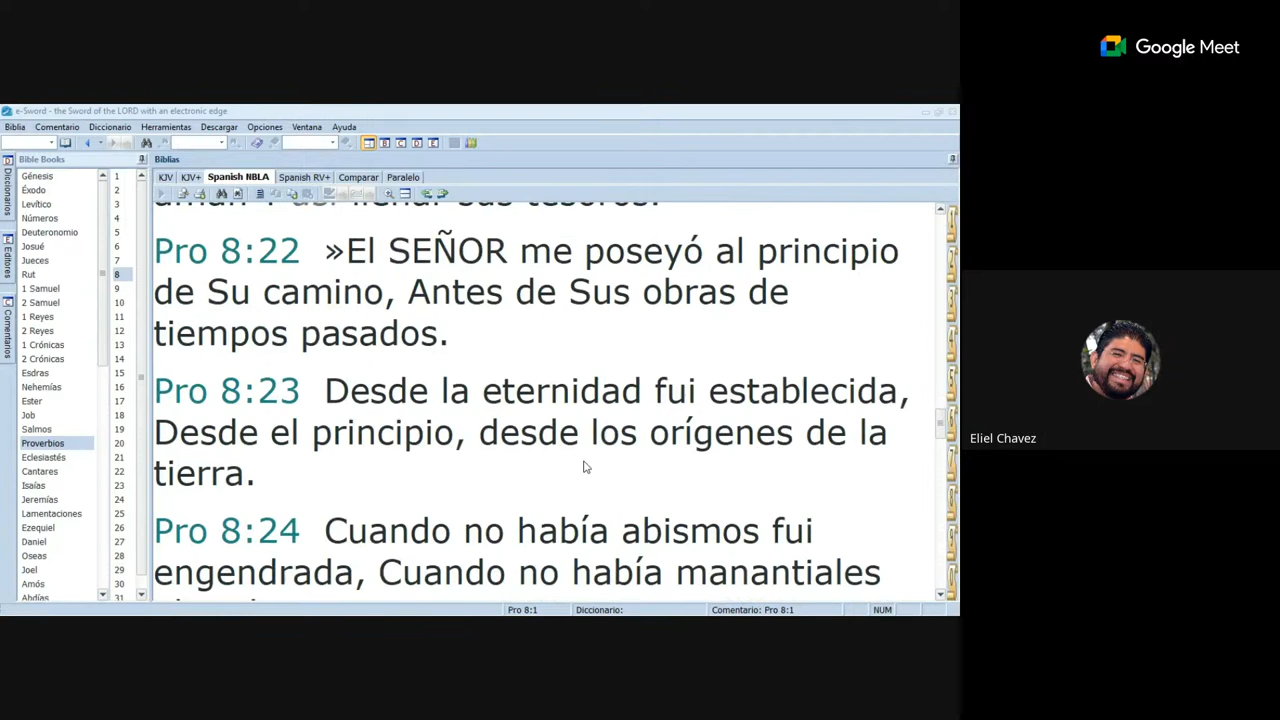 Google Meet
e-Sword - the Sword of the LORD with an electronic edge
Biblia Comentario Diccionario Herramientas Descargar Opciones Ventana Ayuda
Bible Books
Biblias
KJV KJV+ Spanish NBLA Spanish RV+ Comparar Paralelo
Diccionarios
Editores
Comentarios
Génesis 1
Éxodo 2
Levítico 3
Números 4
Deuteronomio 5
Josué 6
Jueces 7
Rut 8
1 Samuel 9
2 Samuel 10
1 Reyes 11
2 Reyes 12
1 Crónicas 13
2 Crónicas 14
Esdras 15
Nehemías 16
Ester 17
Job 18
Salmos 19
Proverbios 20
Eclesiastés 21
Cantares 22
Isaías 23
Jeremías 24
Lamentaciones 25
Ezequiel 26
Daniel 27
Oseas 28
Joel 29
Amós 30
Abdías 31
Pro 8:22 »El SEÑOR me poseyó al principio
de Su camino, Antes de Sus obras de
tiempos pasados.
Pro 8:23 Desde la eternidad fui establecida,
Desde el principio, desde los orígenes de la
tierra.
Pro 8:24 Cuando no había abismos fui
engendrada, Cuando no había manantiales
Pro 8:1 Diccionario: Comentario: Pro 8:1 NUM
Eliel Chavez